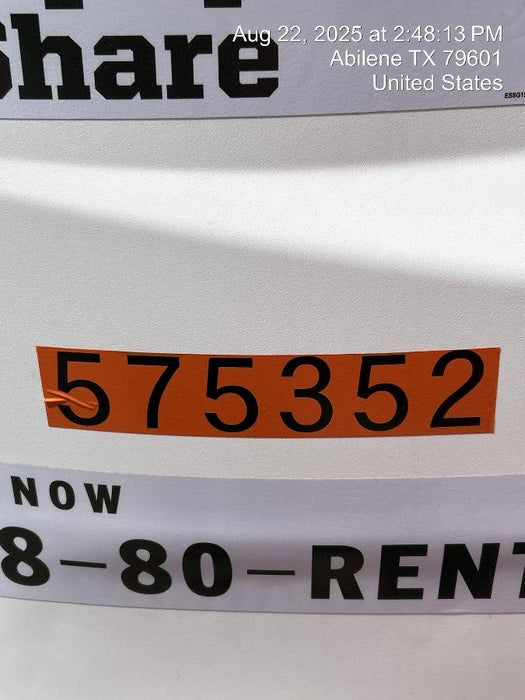 Share
Aug 22, 2025 at 2:48:13 PM
Abilene TX 79601
United States
575352
NOW
8-80-RENT